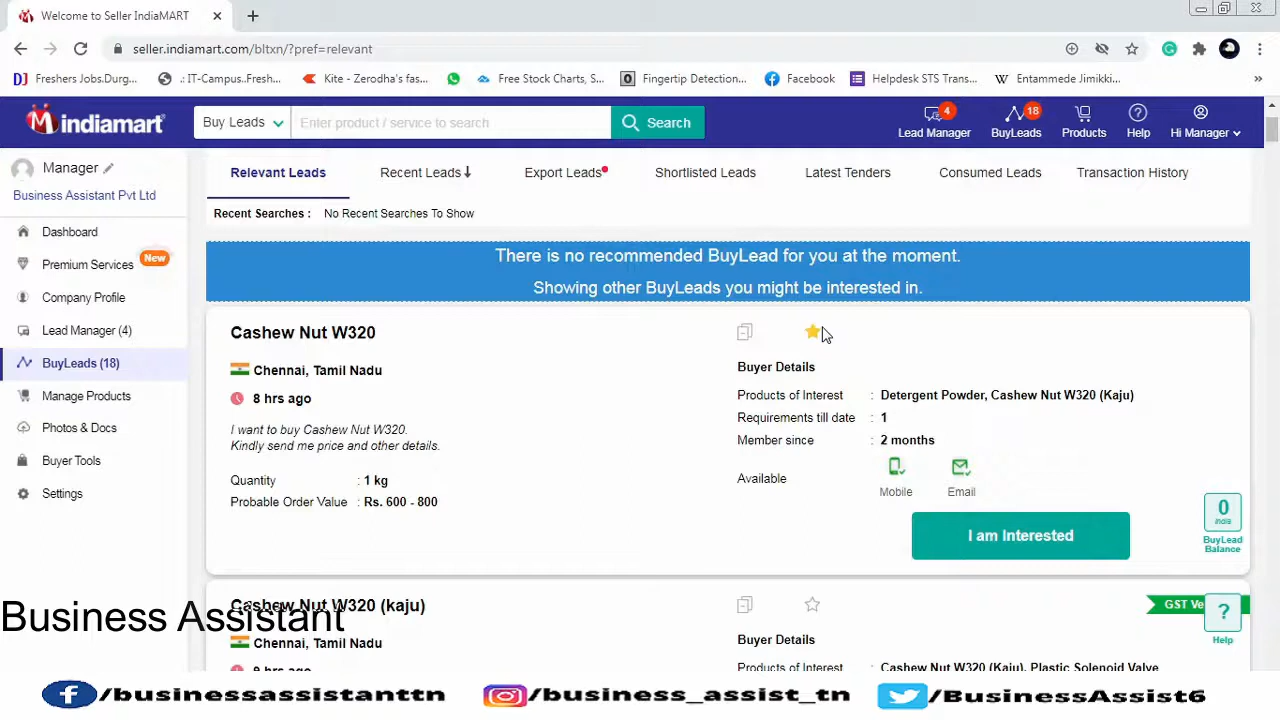 Welcome to Seller IndiaMART
seller.indiamart.com/bltxn/?pref=relevant
Freshers Jobs.Durg...
.: IT-Campus..Fresh...
Kite - Zerodha's fas...
Free Stock Charts, S...
Fingertip Detection...
Facebook
Helpdesk STS Trans...
Entammede Jimikki...
indiamart
Buy Leads
Enter product / service to search
Search
4
Lead Manager
18
BuyLeads
Products
Help
Hi Manager
Manager
Business Assistant Pvt Ltd
Dashboard
Premium Services
New
Company Profile
Lead Manager (4)
BuyLeads (18)
Manage Products
Photos & Docs
Buyer Tools
Settings
Relevant Leads
Recent Leads
Export Leads
Shortlisted Leads
Latest Tenders
Consumed Leads
Transaction History
Recent Searches : No Recent Searches To Show
There is no recommended BuyLead for you at the moment.
Showing other BuyLeads you might be interested in.
Cashew Nut W320
Chennai, Tamil Nadu
8 hrs ago
I want to buy Cashew Nut W320.
Kindly send me price and other details.
Quantity : 1 kg
Probable Order Value : Rs. 600 - 800
Buyer Details
Products of Interest : Detergent Powder, Cashew Nut W320 (Kaju)
Requirements till date : 1
Member since : 2 months
Available
Mobile
Email
I am Interested
0
India
BuyLead
Balance
Cashew Nut W320 (kaju)
Chennai, Tamil Nadu
9 hrs ago
GST Ve
Buyer Details
Products of Interest : Cashew Nut W320 (Kaju), Plastic Solenoid Valve
?
Help
Business Assistant
/businessassistanttn
/business_assist_tn
/BusinessAssist6